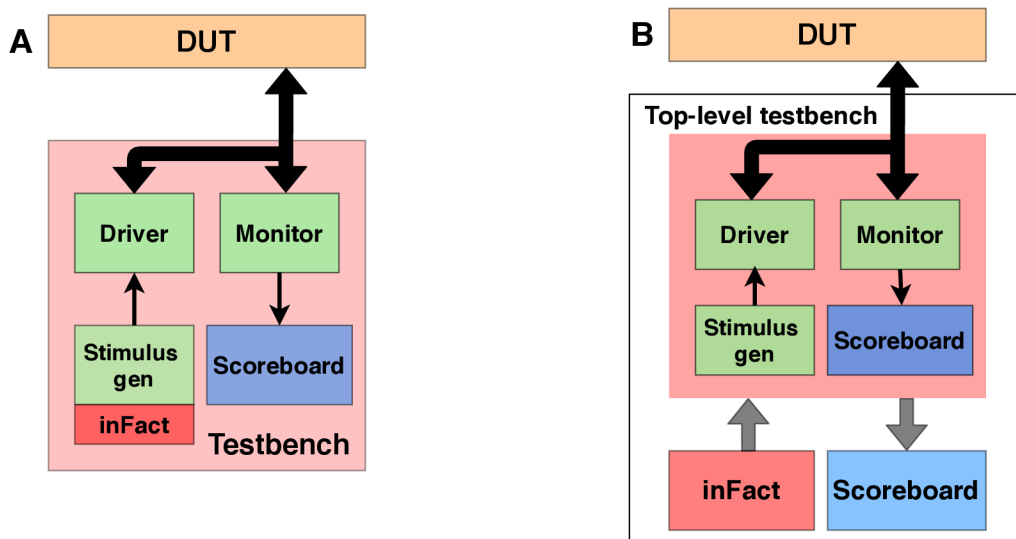 A
DUT
Driver
Monitor
Stimulus
gen
Scoreboard
inFact
Testbench
B
DUT
Top-level testbench
Driver
Monitor
Stimulus
gen
Scoreboard
inFact
Scoreboard